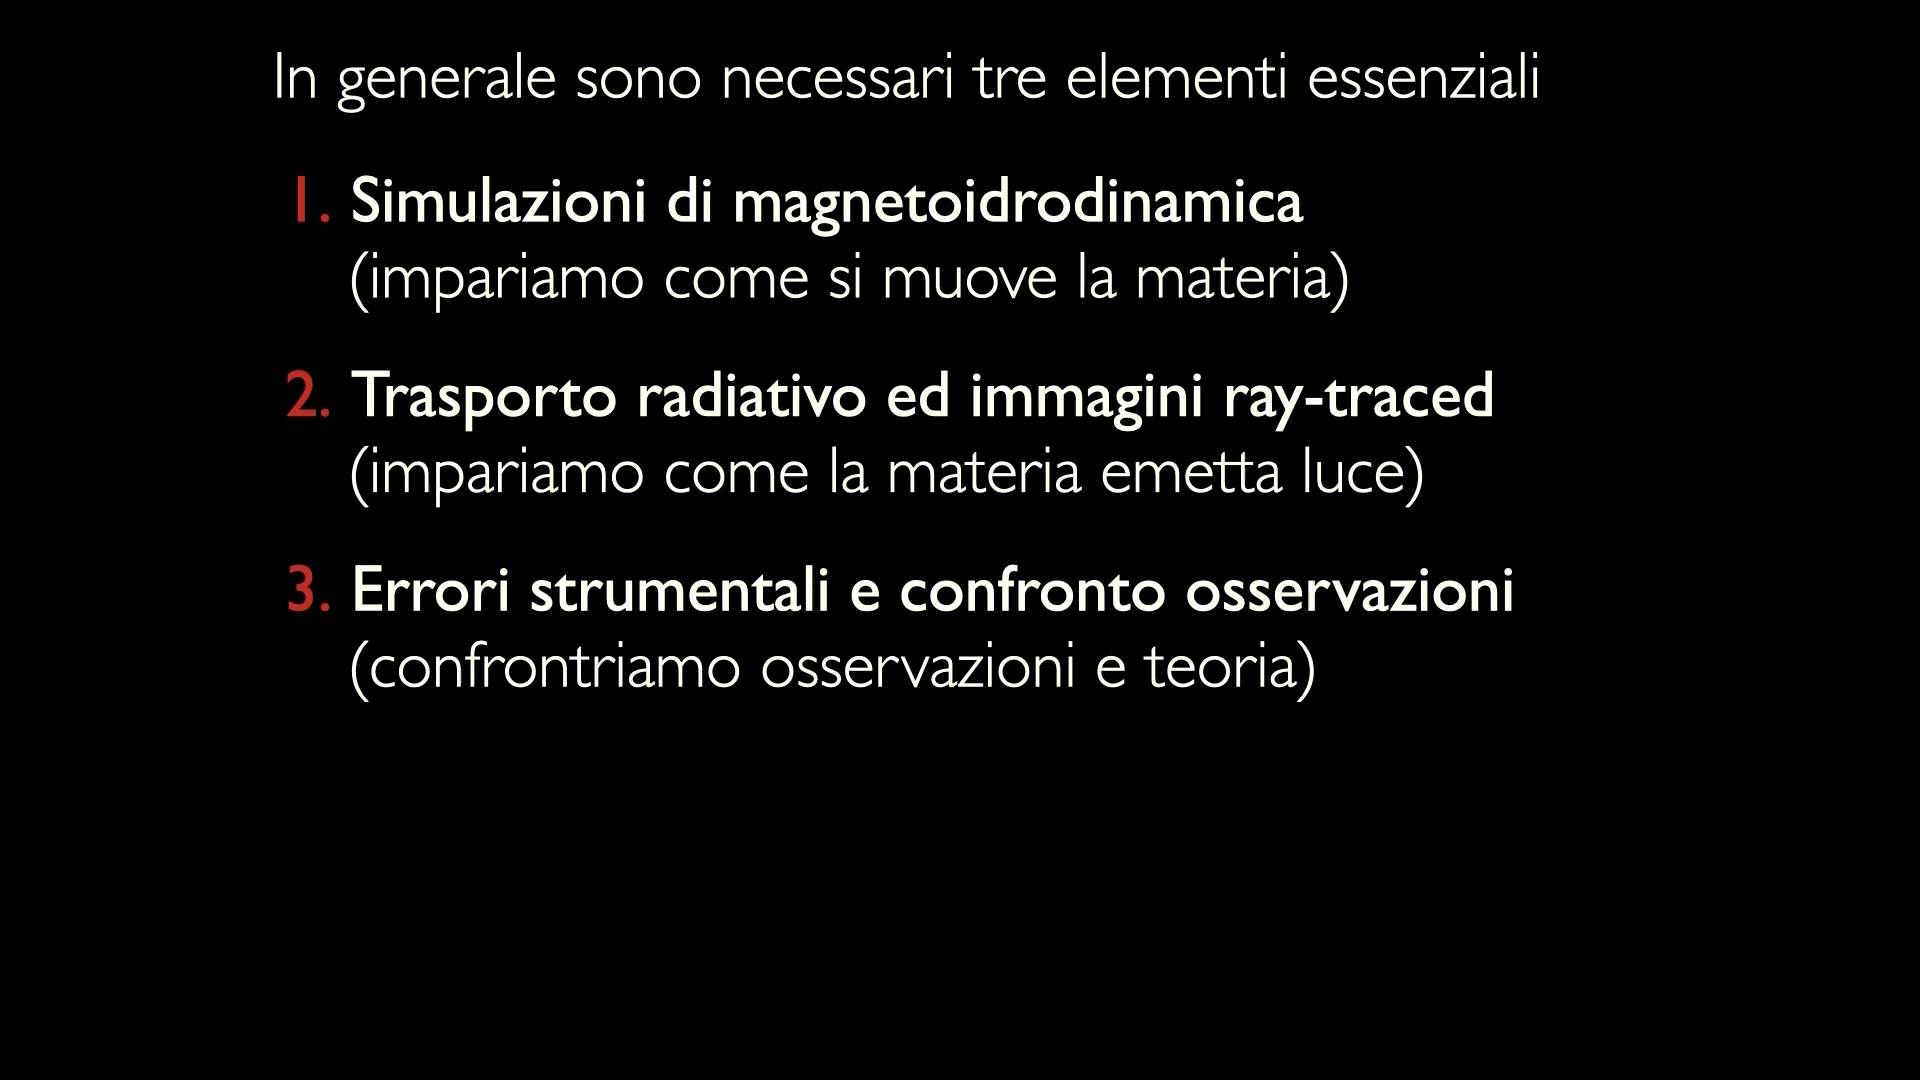 In generale sono necessari tre elementi essenziali
1. Simulazioni di magnetoidrodinamica
(impariamo come si muove la materia)
2. Trasporto radiativo ed immagini ray-traced
(impariamo come la materia emetta luce)
3. Errori strumentali e confronto osservazioni
(confrontriamo osservazioni e teoria)